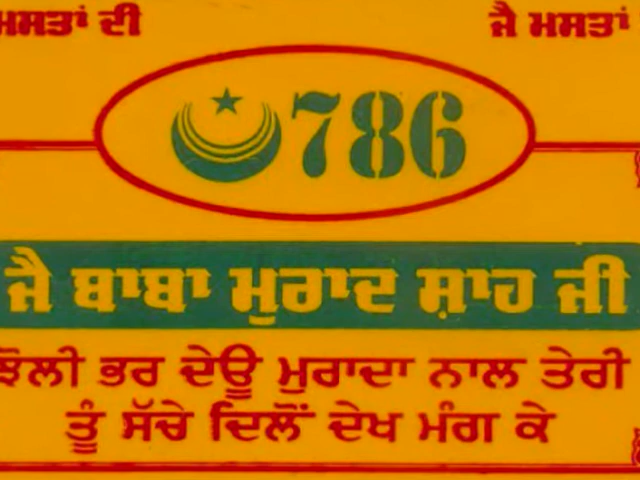 ਮਸਤਾਂ ਦੀ ਜੈ ਮਸਤਾਂ
786
ਜੈ ਬਾਬਾ ਮੁਰਾਦ ਸ਼ਾਹ ਜੀ
ਝੋਲੀ ਭਰ ਦੇਊ ਮੁਰਾਦਾ ਨਾਲ ਤੇਰੀ
ਤੂੰ ਸੱਚੇ ਦਿਲੋਂ ਦੇਖ ਮੰਗ ਕੇ